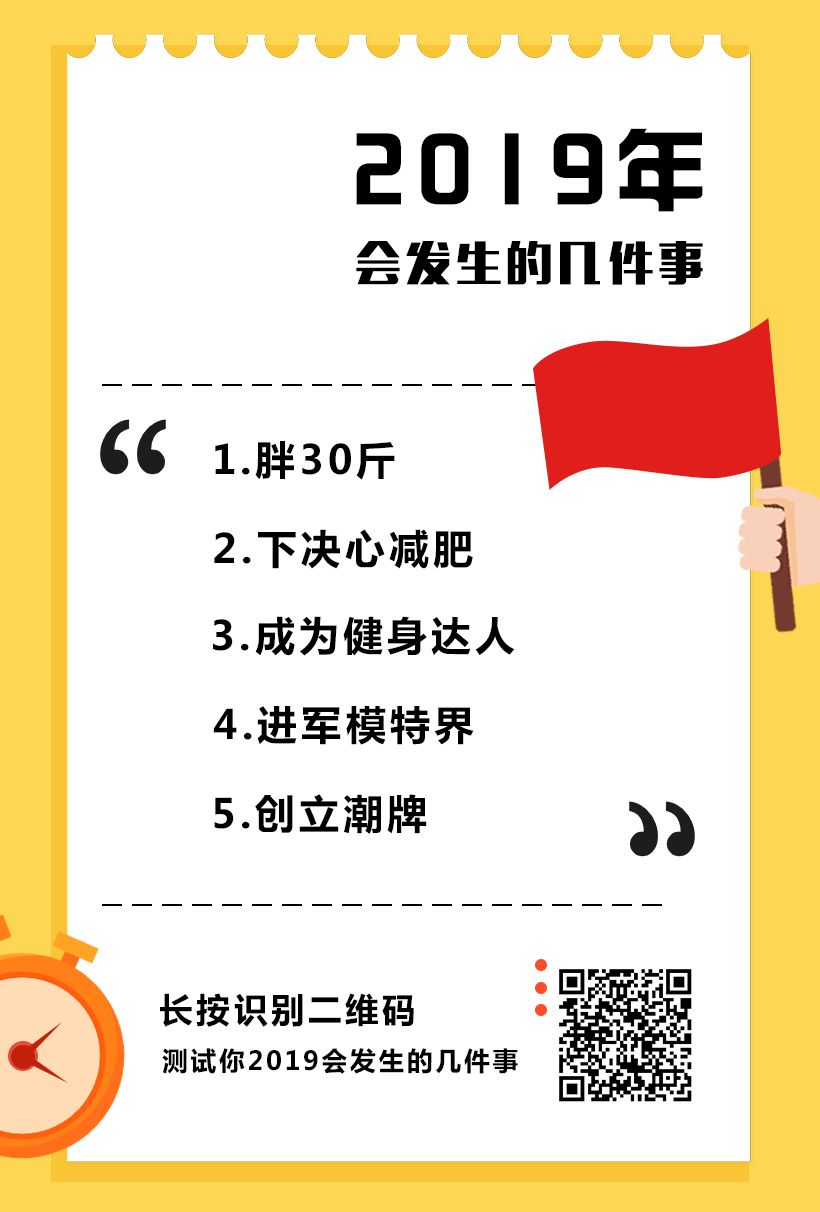 2019年
会发生的几件事
“
1.胖30斤
2.下决心减肥
3.成为健身达人
4.进军模特界
5.创立潮牌
”
长按识别二维码
测试你2019会发生的几件事